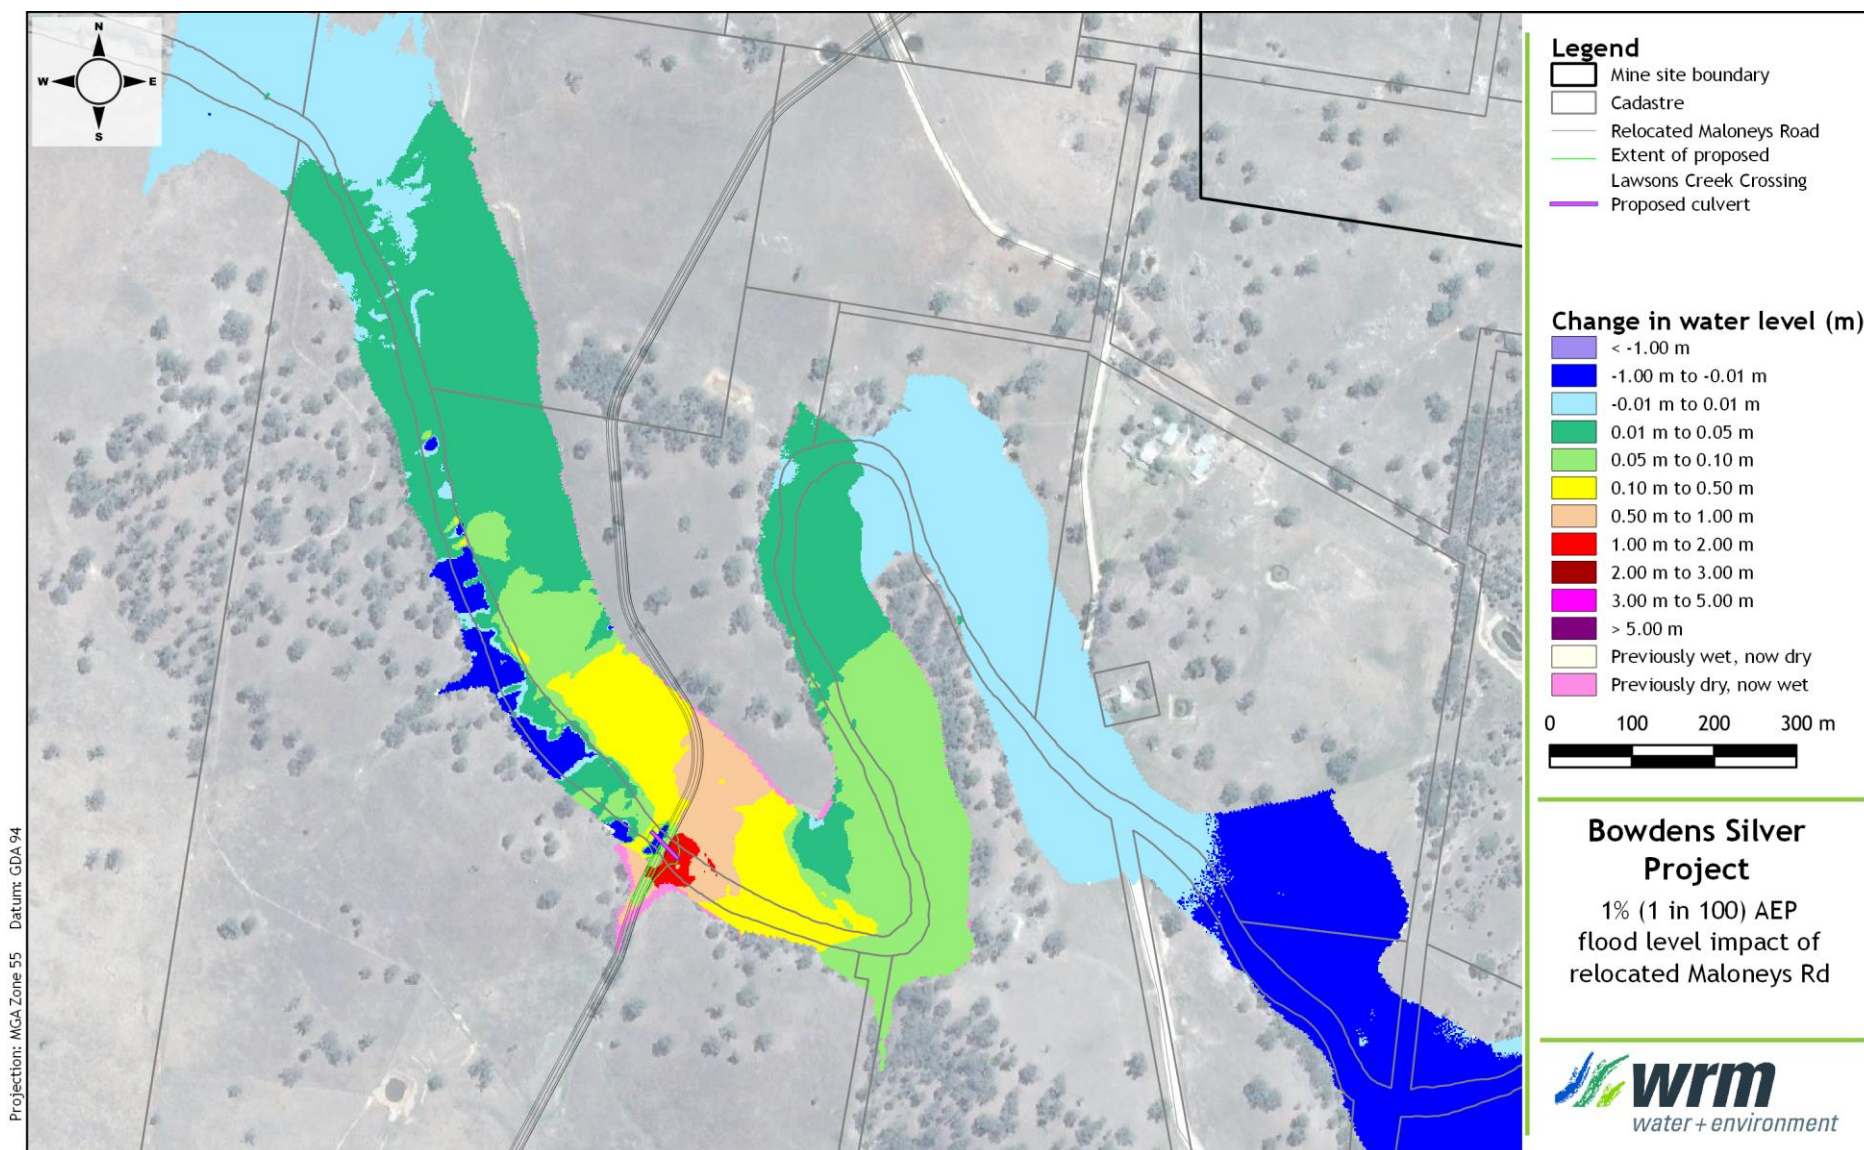 N
W
E
S
Legend
Mine site boundary
Cadastre
Relocated Maloneys Road
Extent of proposed
Lawsons Creek Crossing
Proposed culvert
Change in water level (m)
< -1.00 m
-1.00 m to -0.01 m
-0.01 m to 0.01 m
0.01 m to 0.05 m
0.05 m to 0.10 m
0.10 m to 0.50 m
0.50 m to 1.00 m
1.00 m to 2.00 m
2.00 m to 3.00 m
3.00 m to 5.00 m
> 5.00 m
Previously wet, now dry
Previously dry, now wet
0 100 200 300 m
Bowdens Silver
Project
1% (1 in 100) AEP
flood level impact of
relocated Maloneys Rd
wrm
water + environment
Projection: MGA Zone 55 Datum: GDA 94